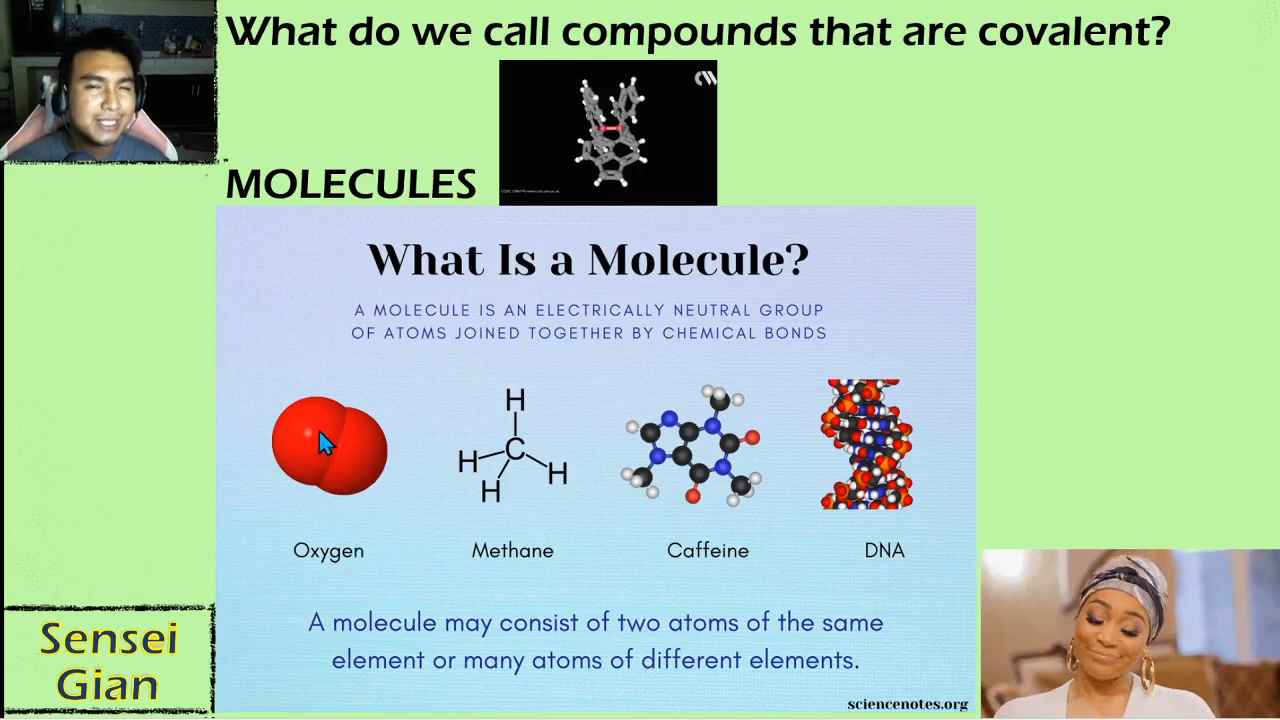 What do we call compounds that are covalent?
MOLECULES
What Is a Molecule?
A MOLECULE IS AN ELECTRICALLY NEUTRAL GROUP
OF ATOMS JOINED TOGETHER BY CHEMICAL BONDS
H
C
H
H
H
Oxygen
Methane
Caffeine
DNA
A molecule may consist of two atoms of the same
element or many atoms of different elements.
sciencenotes.org
Sensei
Gian